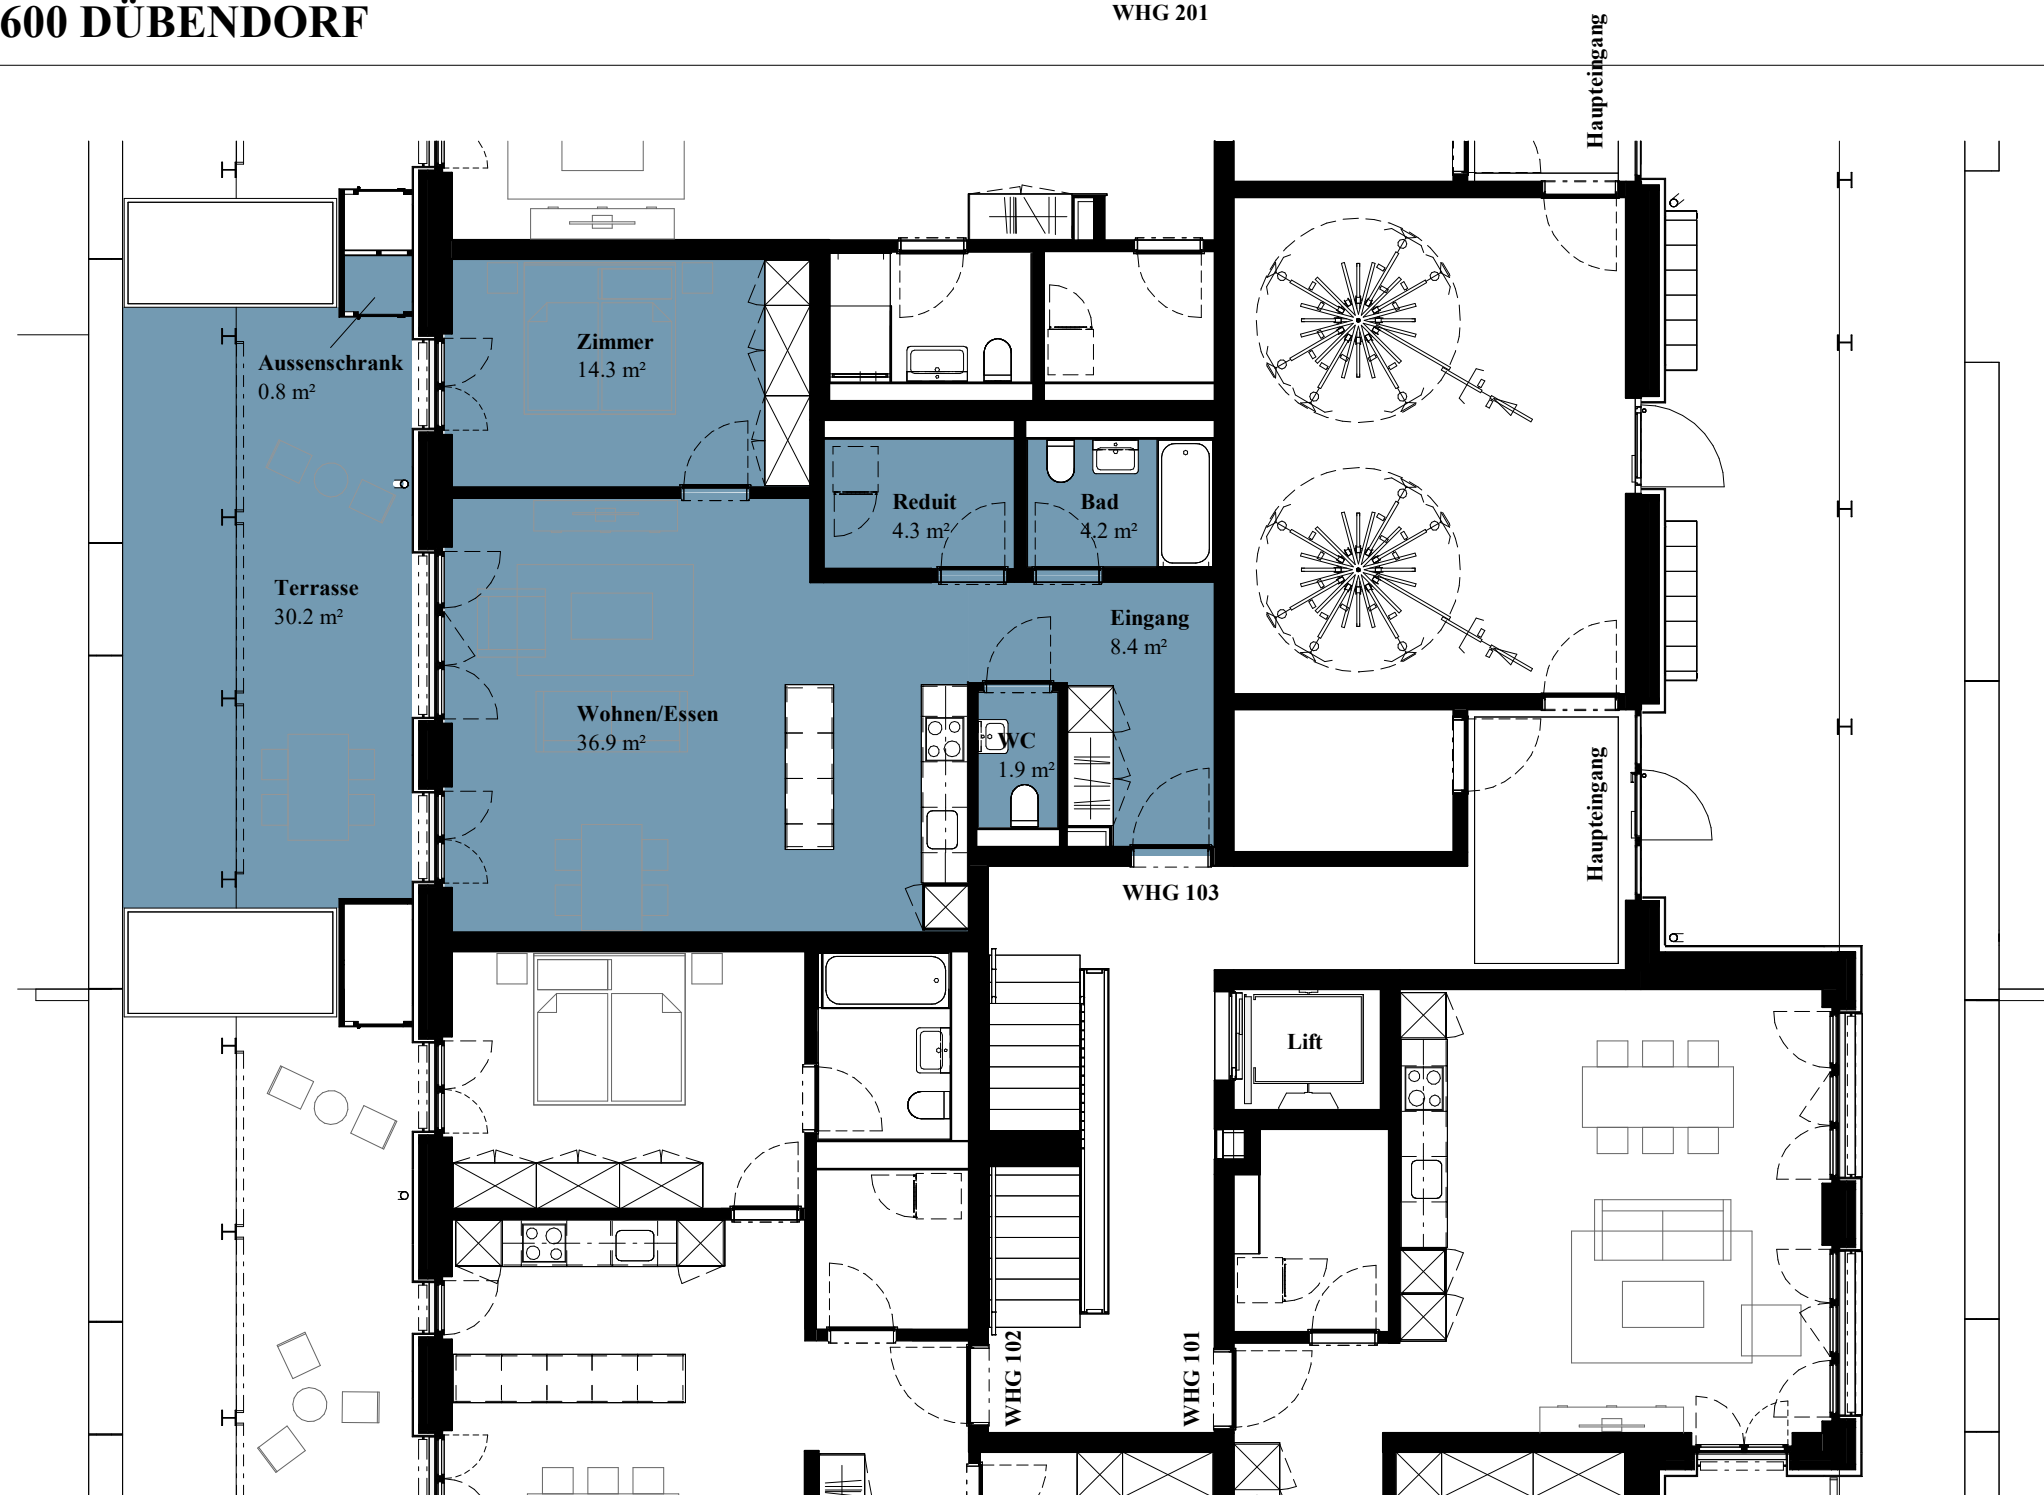 600 DÜBENDORF
WHG 201
Haupteingang
Zimmer
14.3 m²
Aussenschrank
0.8 m²
Reduit
4.3 m²
Bad
4.2 m²
Terrasse
30.2 m²
Eingang
8.4 m²
Wohnen/Essen
36.9 m²
WC
1.9 m²
Haupteingang
WHG 103
Lift
WHG 102
WHG 101